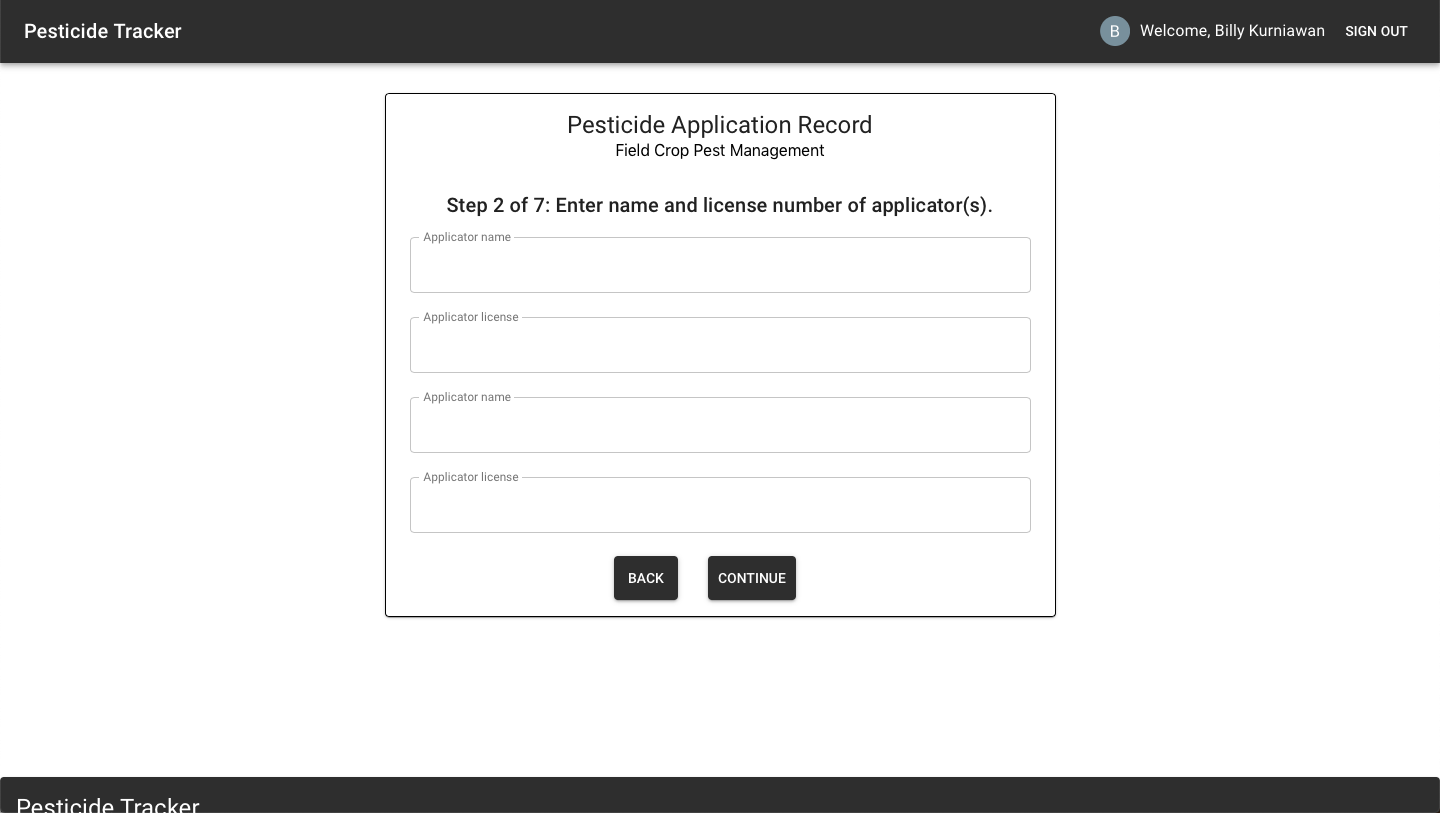 Pesticide Tracker
B Welcome, Billy Kurniawan SIGN OUT
Pesticide Application Record
Field Crop Pest Management
Step 2 of 7: Enter name and license number of applicator(s).
Applicator name
Applicator license
Applicator name
Applicator license
BACK CONTINUE
Pesticide Tracker